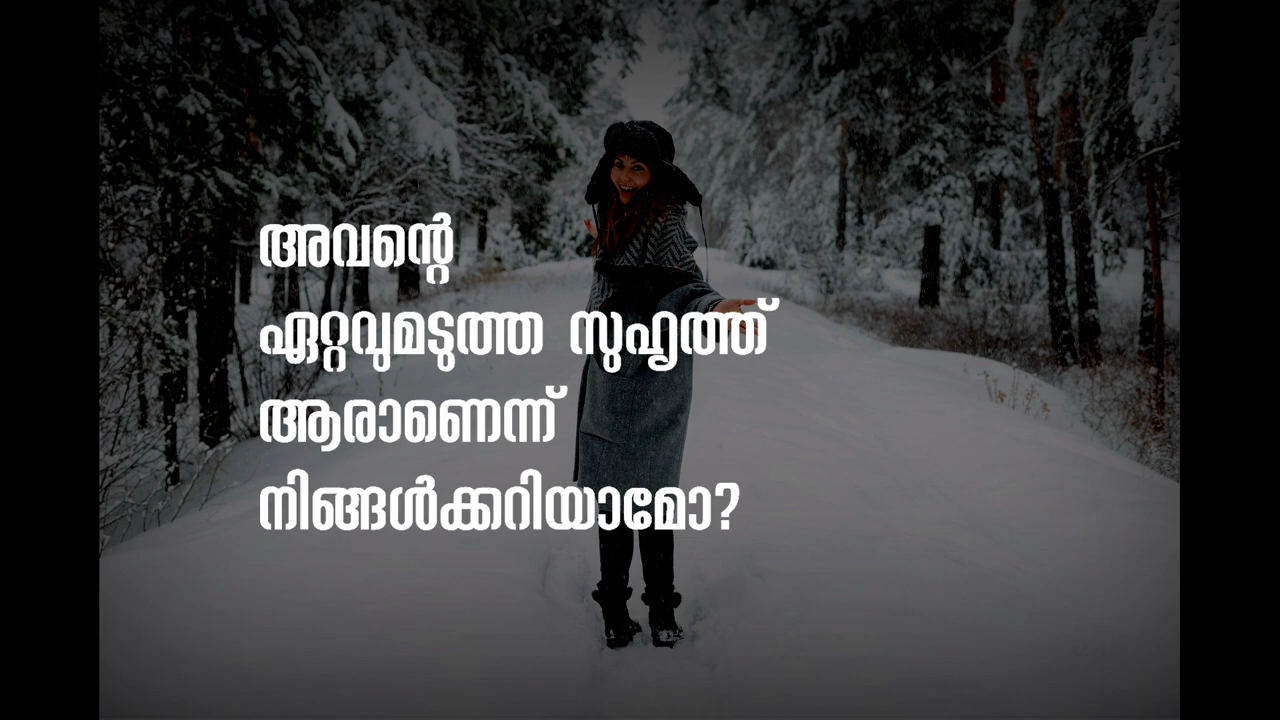 അവന്റെ
ഏറ്റവുമടുത്ത സുഹൃത്ത്
ആരാണെന്ന്
നിങ്ങൾക്കറിയാമോ?